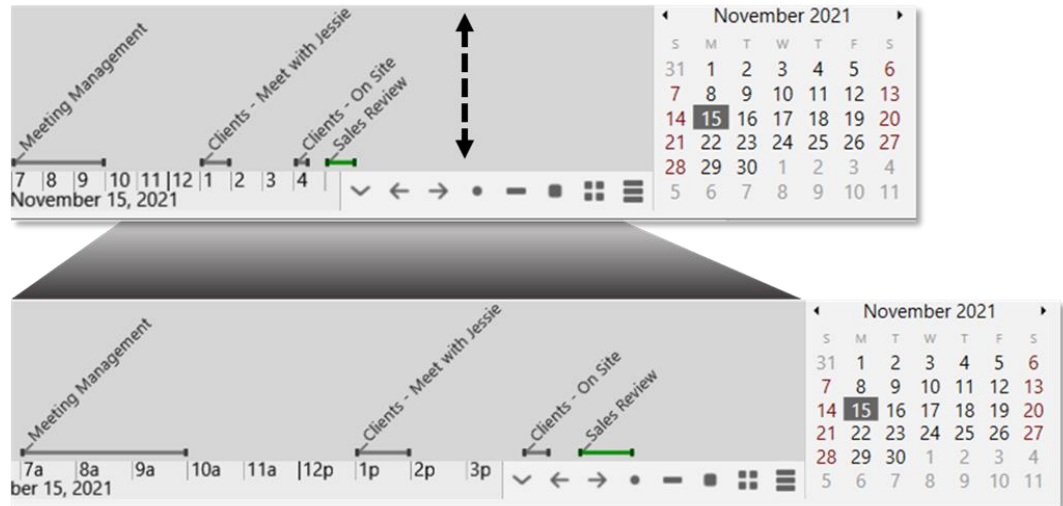 Meeting Management
Clients - Meet with Jessie
Clients - On Site
Sales Review
7 8 9 10 11 12 1 2 3 4
November 15, 2021
November 2021
S M T W T F S
31 1 2 3 4 5 6
7 8 9 10 11 12 13
14 15 16 17 18 19 20
21 22 23 24 25 26 27
28 29 30 1 2 3 4
5 6 7 8 9 10 11
Meeting Management
Clients - Meet with Jessie
Clients - On Site
Sales Review
7a 8a 9a 10a 11a 12p 1p 2p 3p
ber 15, 2021
November 2021
S M T W T F S
31 1 2 3 4 5 6
7 8 9 10 11 12 13
14 15 16 17 18 19 20
21 22 23 24 25 26 27
28 29 30 1 2 3 4
5 6 7 8 9 10 11